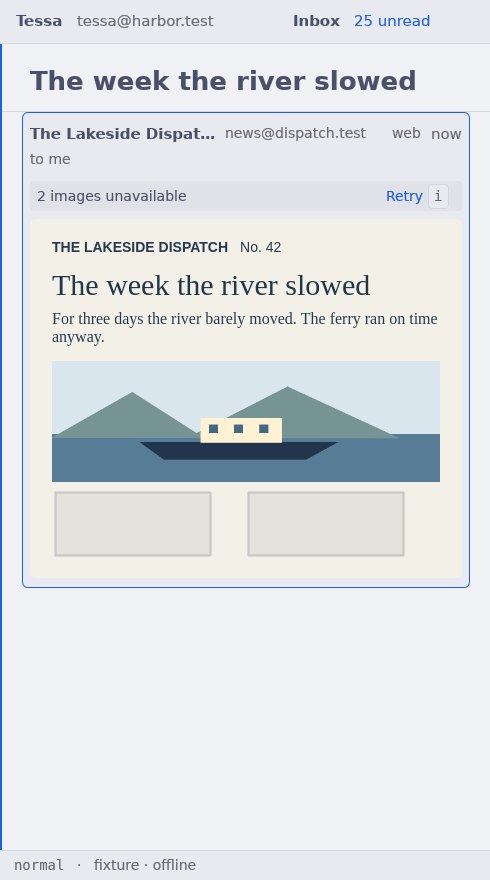 Tessa tessa@harbor.test Inbox 25 unread
The week the river slowed
The Lakeside Dispat… news@dispatch.test web now
to me
2 images unavailable Retry i
THE LAKESIDE DISPATCH No. 42
The week the river slowed
For three days the river barely moved. The ferry ran on time
anyway.
normal · fixture · offline